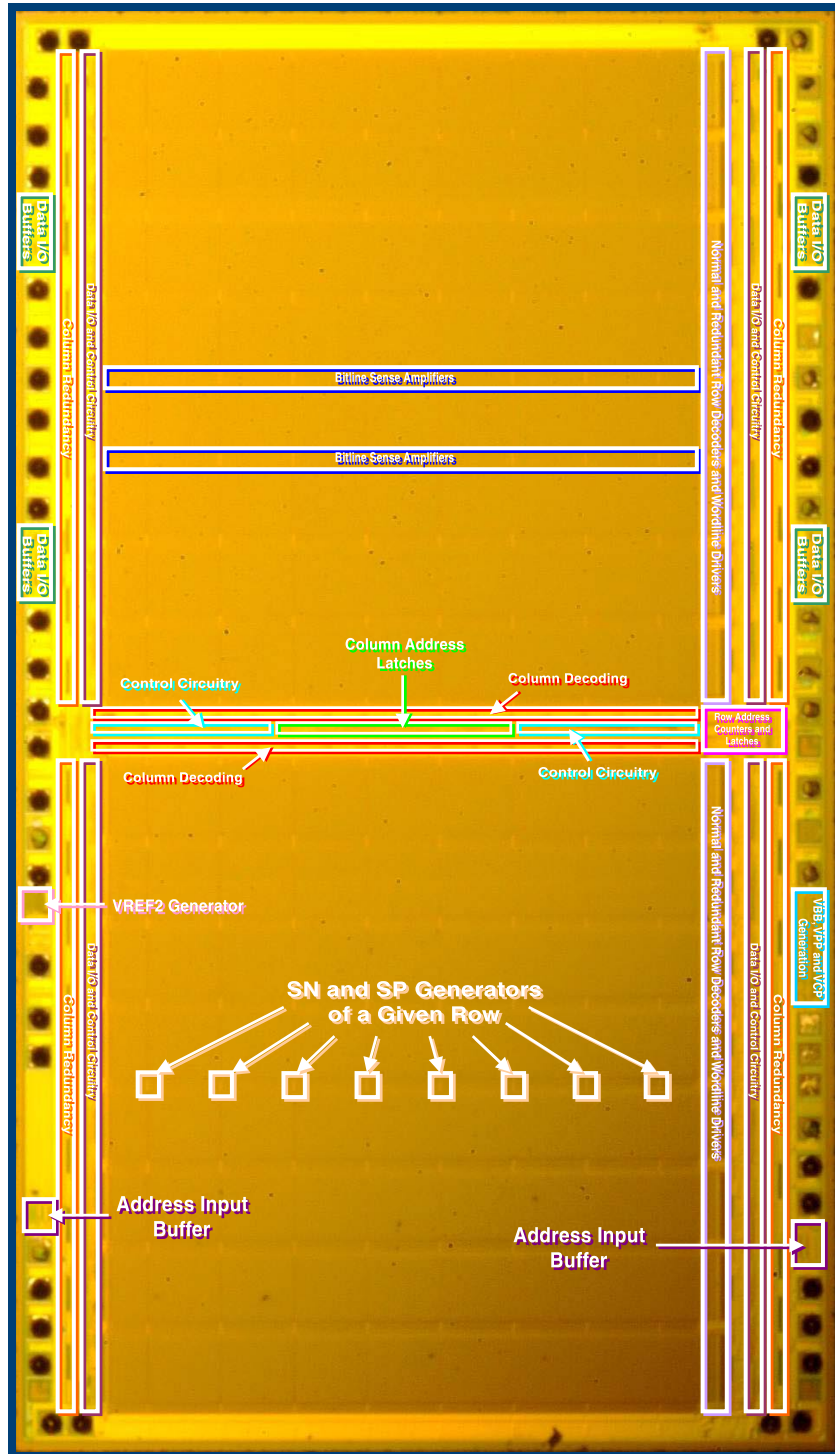 Data I/O
Buffers
Data I/O
Buffers
Column Redundancy
Data I/O and Control Circuitry
Bitline Sense Amplifiers
Bitline Sense Amplifiers
Normal and Redundant Row Decoders and Wordline Drivers
Data I/O and Control Circuitry
Column Redundancy
Data I/O
Buffers
Data I/O
Buffers
Column Address
Latches
Control Circuitry
Column Decoding
Row Address
Counters and
Latches
Column Decoding
Control Circuitry
VREF2 Generator
VBB, VPP and VCP
Generation
Column Redundancy
Data I/O and Control Circuitry
SN and SP Generators
of a Given Row
Normal and Redundant Row Decoders and Wordline Drivers
Data I/O and Control Circuitry
Column Redundancy
Address Input
Buffer
Address Input
Buffer